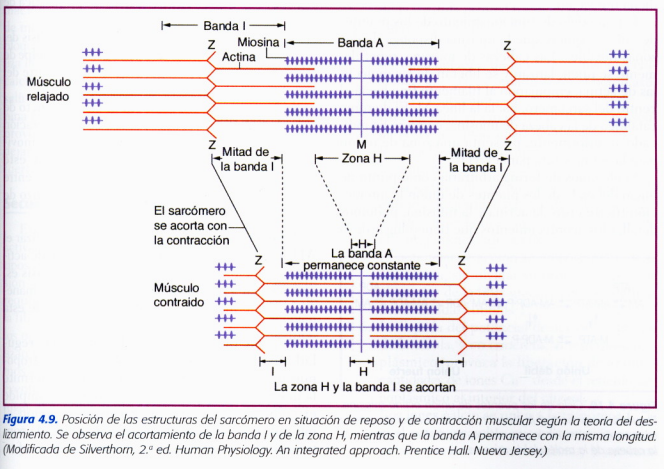 Banda I
Z
Miosina
Banda A
Z
Actina
Músculo
relajado
Z
M
Z
Mitad de
la banda I
Zona H
Mitad de
la banda I
El sarcómero
se acorta con
la contracción
H
Z
La banda A
permanece constante
Z
Músculo
contraido
I
H
I
La zona H y la banda I se acortan
Figura 4.9. Posición de las estructuras del sarcómero en situación de reposo y de contracción muscular según la teoría del des-
lizamiento. Se observa el acortamiento de la banda I y de la zona H, mientras que la banda A permanece con la misma longitud.
(Modificada de Silverthorn, 2.ª ed. Human Physiology. An integrated approach. Prentice Hall. Nueva Jersey.)